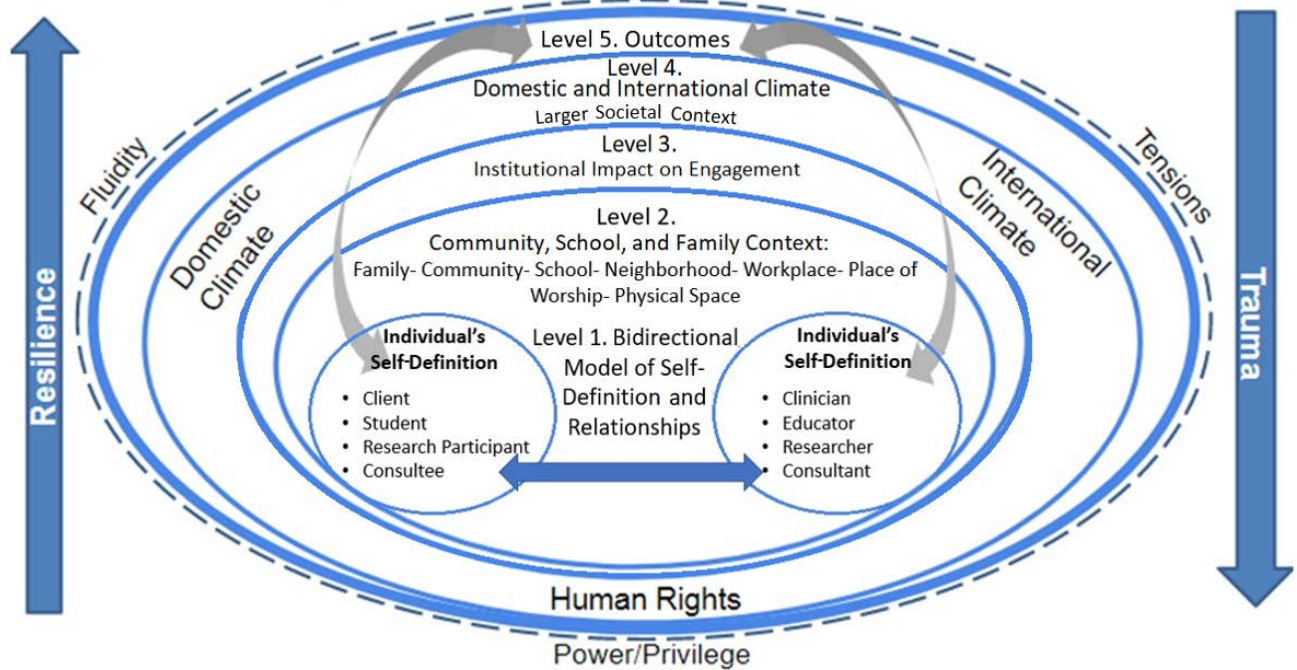 Level 5. Outcomes
Level 4.
Domestic and International Climate
Larger Societal Context
Level 3.
Institutional Impact on Engagement
Level 2.
Community, School, and Family Context:
Family- Community- School- Neighborhood- Workplace- Place of
Worship- Physical Space
Level 1. Bidirectional
Model of Self-
Definition and
Relationships
Individual's
Self-Definition
• Client
• Student
• Research Participant
• Consultee
Individual's
Self-Definition
• Clinician
• Educator
• Researcher
• Consultant
Resilience
Fluidity
Domestic
Climate
International
Climate
Tensions
Trauma
Human Rights
Power/Privilege